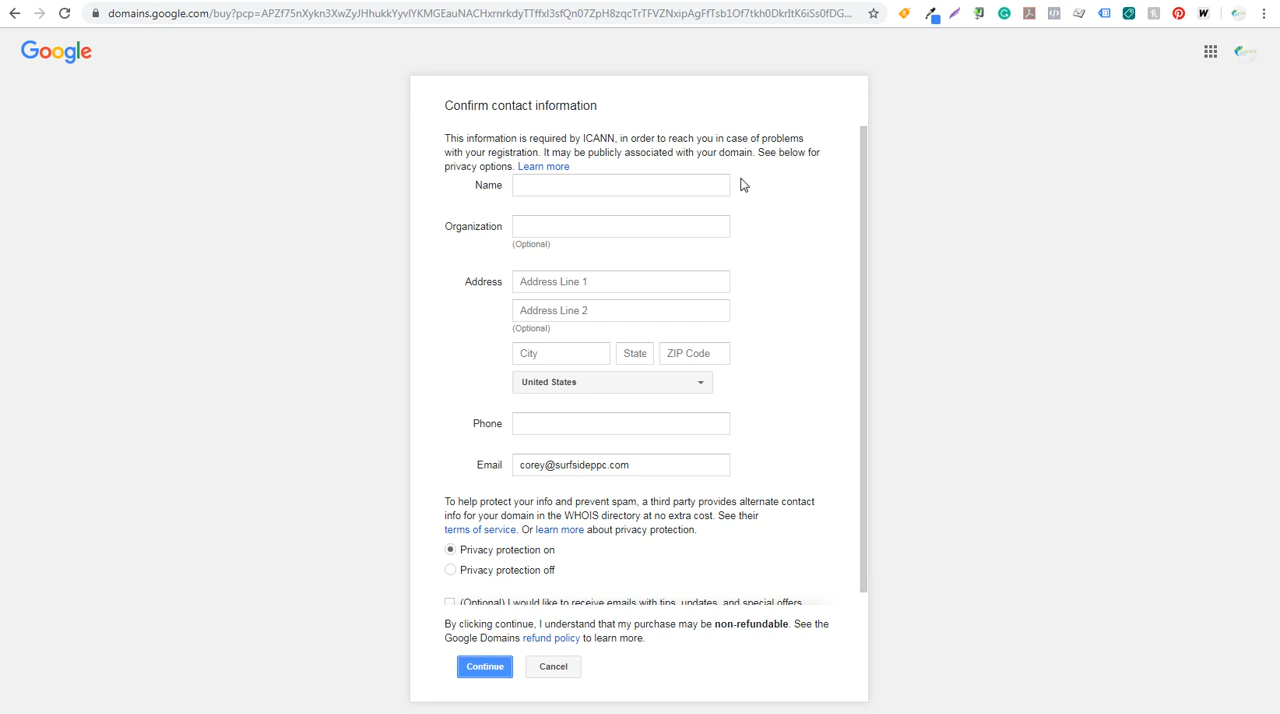 domains.google.com/buy?pcp=APZf75nXykn3XwZyJHhukkYyvlYKMGEauNACHxrnrkdyTTffxI3sfQn07ZpH8zqcTrTFVZNxipAgFfTsb1Of7tkh0DkrItK6iSs0fDG...
Google
Confirm contact information
This information is required by ICANN, in order to reach you in case of problems
with your registration. It may be publicly associated with your domain. See below for
privacy options. Learn more
Name
Organization
(Optional)
Address
Address Line 1
Address Line 2
(Optional)
City State ZIP Code
United States
Phone
Email corey@surfsideppc.com
To help protect your info and prevent spam, a third party provides alternate contact
info for your domain in the WHOIS directory at no extra cost. See their
terms of service. Or learn more about privacy protection.
Privacy protection on
Privacy protection off
(Optional) I would like to receive emails with tips, updates, and special offers
By clicking continue, I understand that my purchase may be non-refundable. See the
Google Domains refund policy to learn more.
Continue Cancel